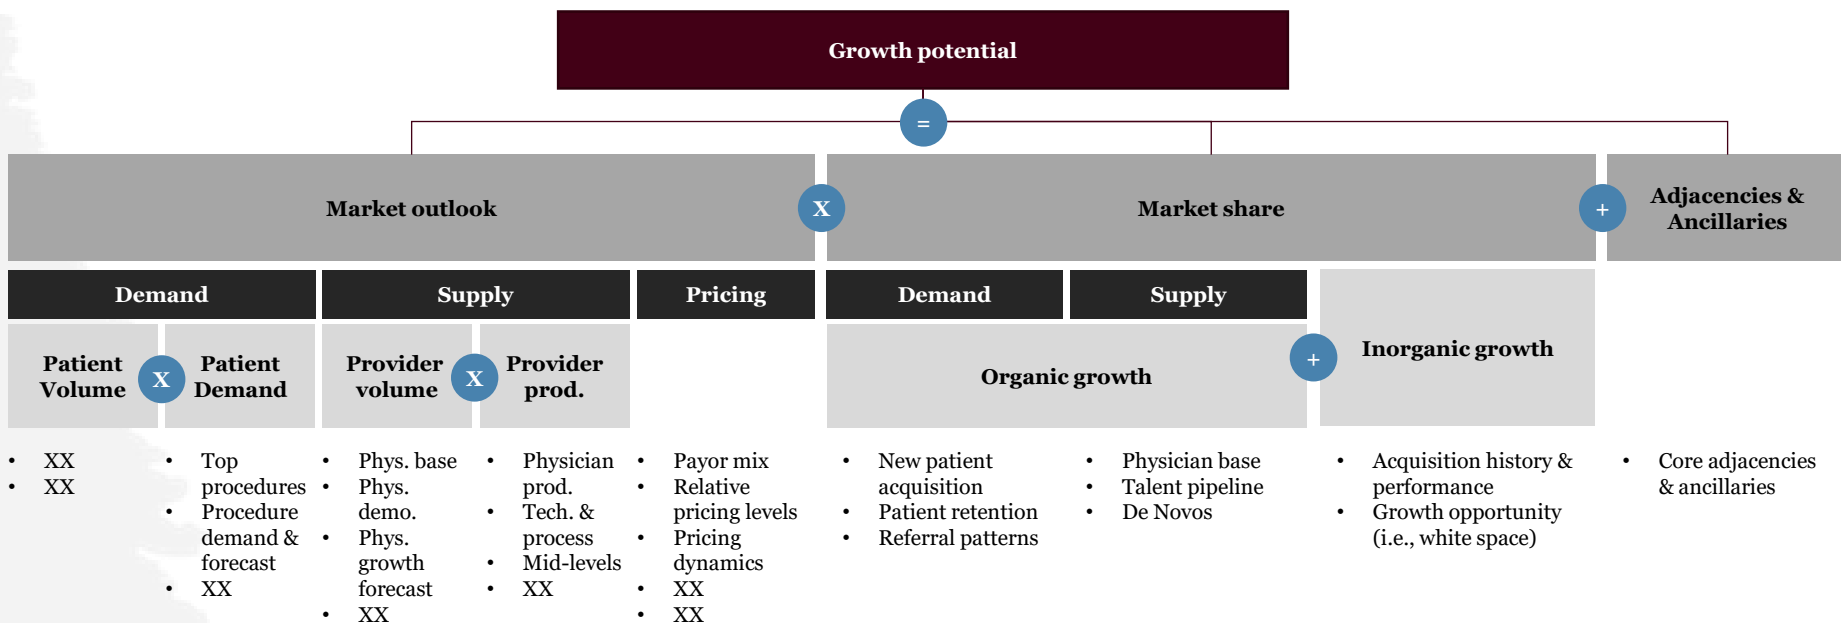 Growth potential
=
Market outlook
X
Market share
+
Adjacencies &
Ancillaries
Demand
Supply
Pricing
Demand
Supply
Patient
Volume
X
Patient
Demand
Provider
volume
X
Provider
prod.
Organic growth
+
Inorganic growth
• XX
• XX
• Top
procedures
• Procedure
demand &
forecast
• XX
• Phys. base
• Phys.
demo.
• Phys.
growth
forecast
• XX
• Physician
prod.
• Tech. &
process
• Mid-levels
• XX
• Payor mix
• Relative
pricing levels
• Pricing
dynamics
• XX
• XX
• New patient
acquisition
• Patient retention
• Referral patterns
• Physician base
• Talent pipeline
• De Novos
• Acquisition history &
performance
• Growth opportunity
(i.e., white space)
• Core adjacencies
& ancillaries